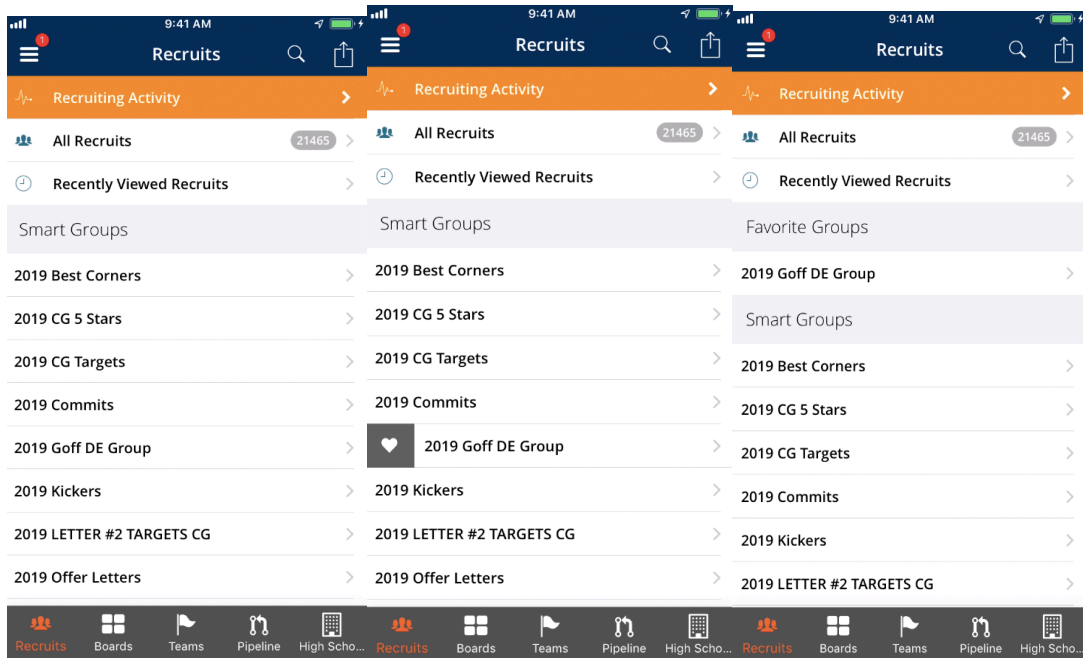 9:41 AM
1
Recruits
Recruiting Activity
All Recruits 21465
Recently Viewed Recruits
Smart Groups
2019 Best Corners
2019 CG 5 Stars
2019 CG Targets
2019 Commits
2019 Goff DE Group
2019 Kickers
2019 LETTER #2 TARGETS CG
2019 Offer Letters
Recruits Boards Teams Pipeline High Scho...
9:41 AM
1
Recruits
Recruiting Activity
All Recruits 21465
Recently Viewed Recruits
Smart Groups
2019 Best Corners
2019 CG 5 Stars
2019 CG Targets
2019 Commits
2019 Goff DE Group
2019 Kickers
2019 LETTER #2 TARGETS CG
2019 Offer Letters
Recruits Boards Teams Pipeline High Scho...
9:41 AM
1
Recruits
Recruiting Activity
All Recruits 21465
Recently Viewed Recruits
Favorite Groups
2019 Goff DE Group
Smart Groups
2019 Best Corners
2019 CG 5 Stars
2019 CG Targets
2019 Commits
2019 Kickers
2019 LETTER #2 TARGETS CG
Recruits Boards Teams Pipeline High Scho...